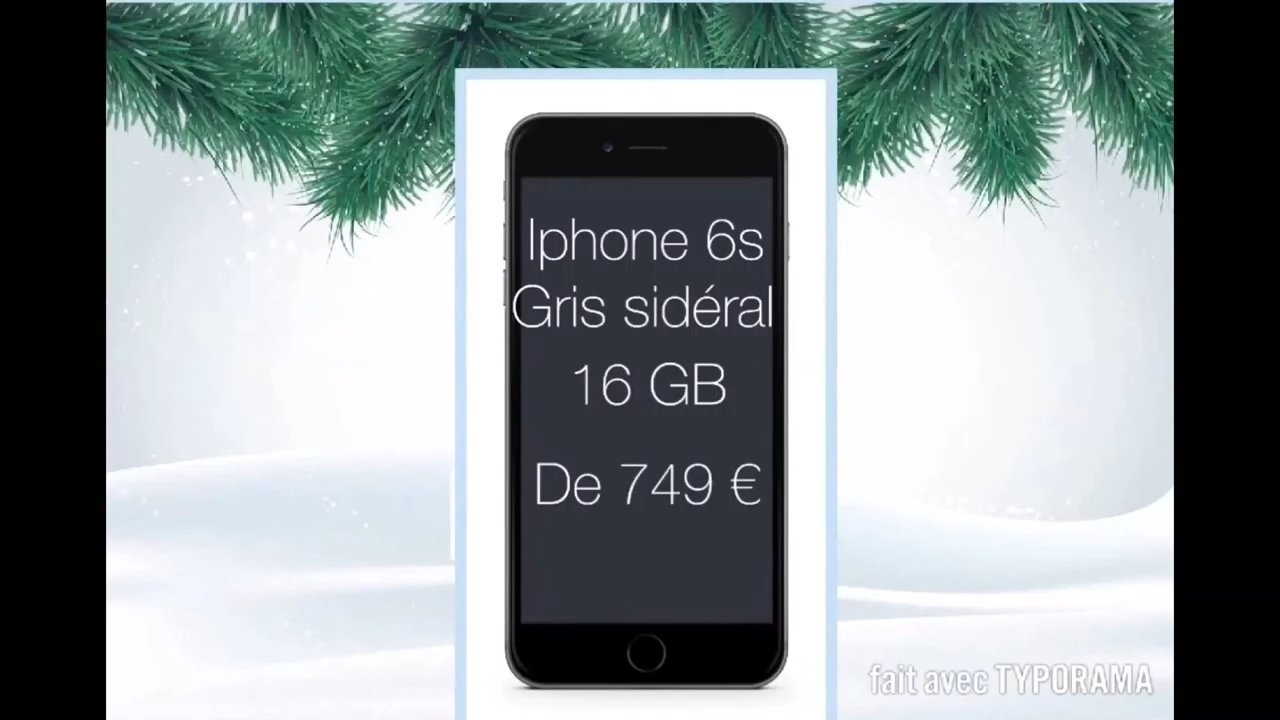 Iphone 6s
Gris sidéral
16 GB
De 749 €
fait avec TYPORAMA